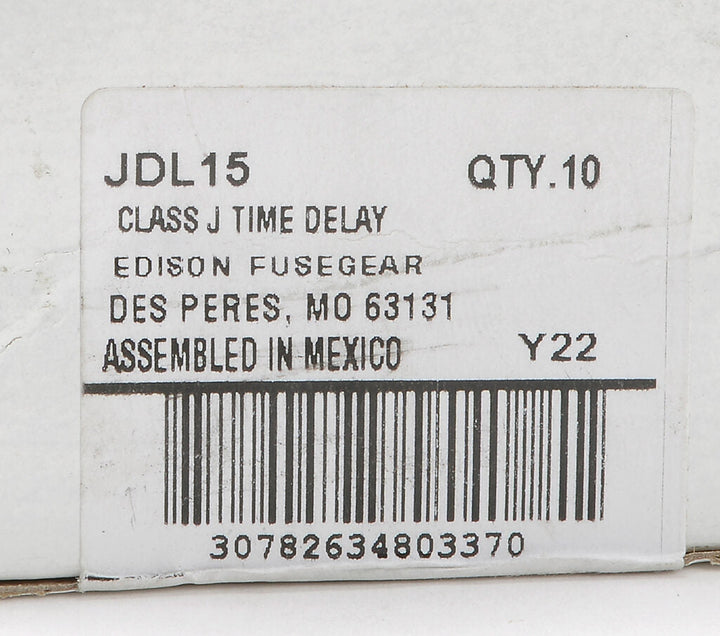 JDL15 QTY.10
CLASS J TIME DELAY
EDISON FUSEGEAR
DES PERES, MO 63131
ASSEMBLED IN MEXICO Y22
30782634803370